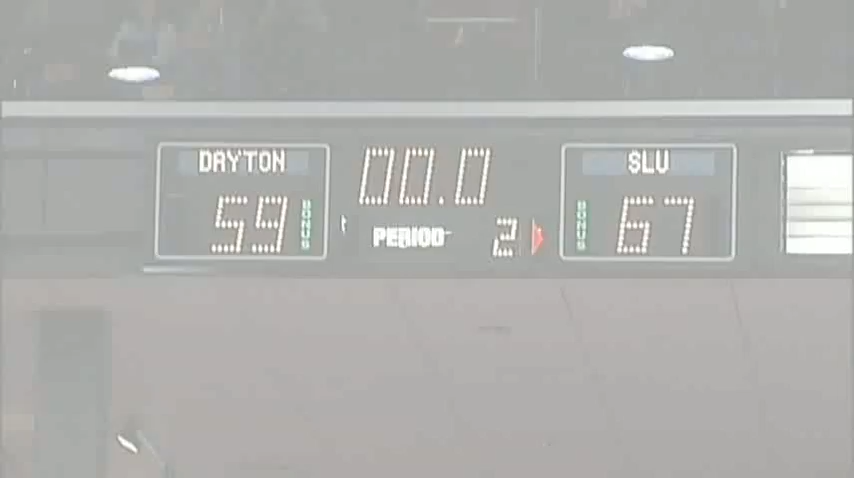 DAYTON
59
BONUS
00.0
PERIOD 2
SLU
BONUS
67